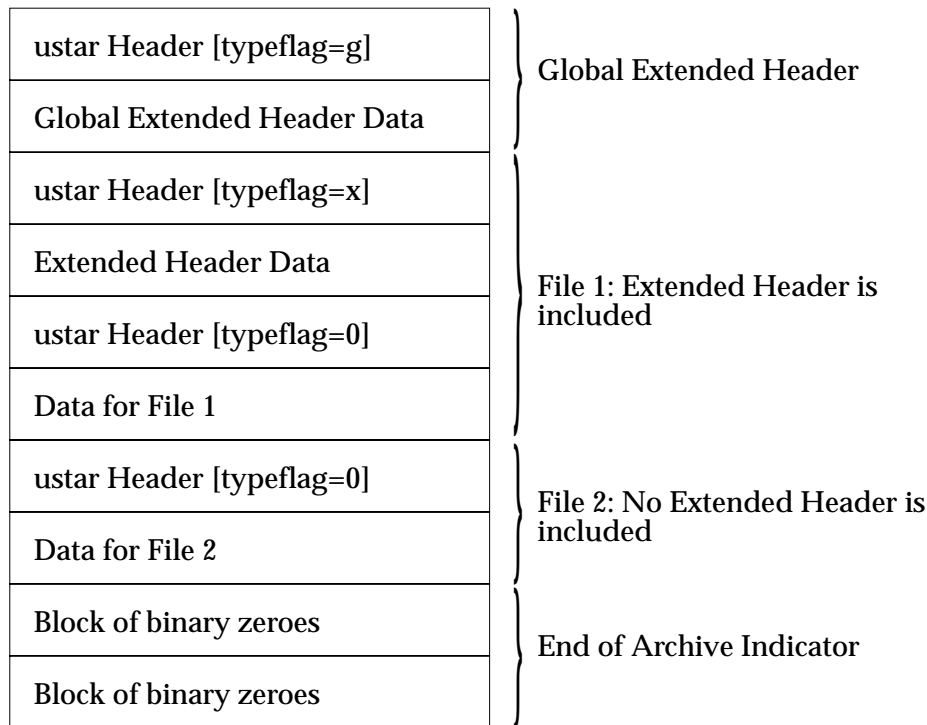 ustar Header [typeflag=g]
Global Extended Header Data
Global Extended Header
ustar Header [typeflag=x]
Extended Header Data
ustar Header [typeflag=0]
Data for File 1
File 1: Extended Header is
included
ustar Header [typeflag=0]
Data for File 2
File 2: No Extended Header is
included
Block of binary zeroes
Block of binary zeroes
End of Archive Indicator